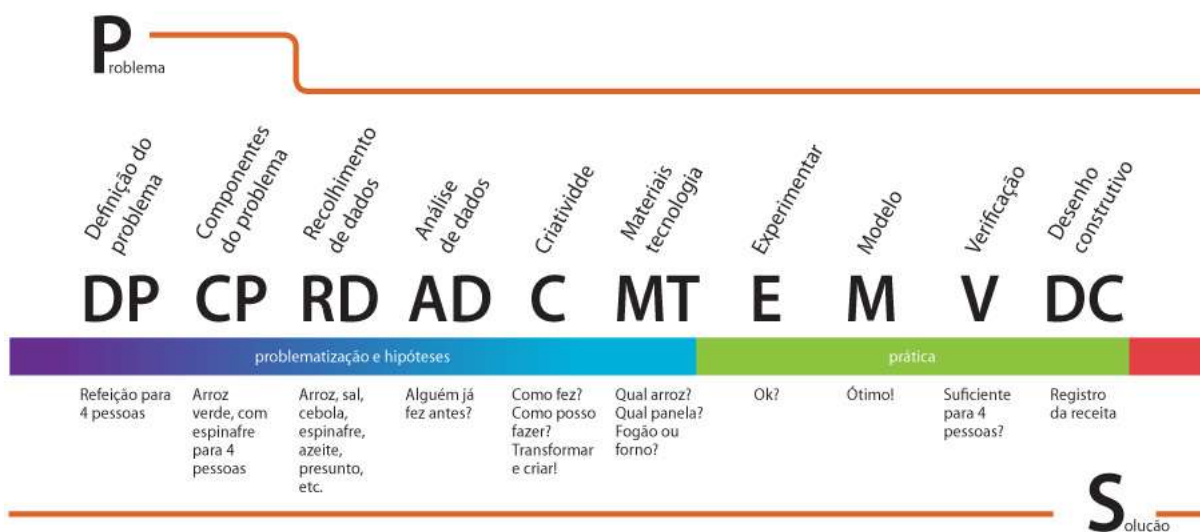 Problema
Definição do
problema
Componentes
do problema
Recolhimento
de dados
Análise
de dados
Criatividde
Materiais
tecnologia
Experimentar
Modelo
Verificação
Desenho
construtivo
DP CP RD AD C MT E M V DC
problematização e hipóteses
prática
Refeição para
4 pessoas
Arroz
verde, com
espinafre
para 4
pessoas
Arroz, sal,
cebola,
espinafre,
azeite,
presunto,
etc.
Alguém já
fez antes?
Como fez?
Como posso
fazer?
Transformar
e criar!
Qual arroz?
Qual panela?
Fogão ou
forno?
Ok?
Ótimo!
Suficiente
para 4
pessoas?
Registro
da receita
Solução